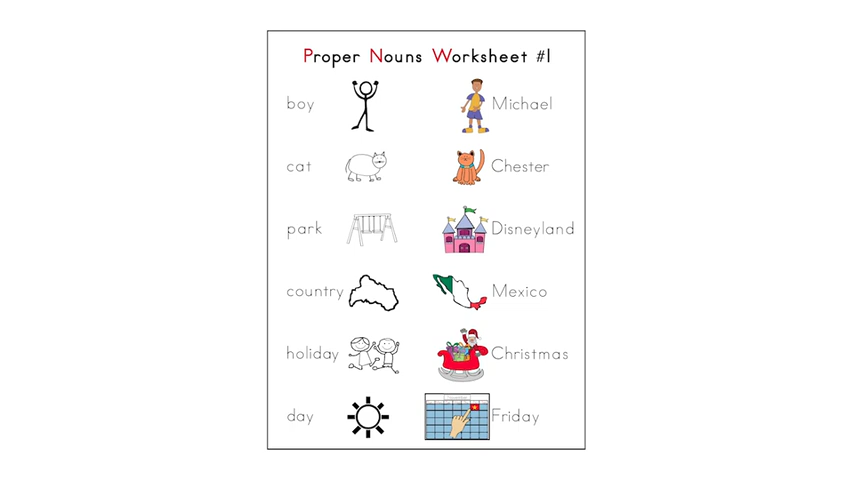 Proper Nouns Worksheet #1
boy Michael
cat Chester
park Disneyland
country Mexico
holiday Christmas
day Friday